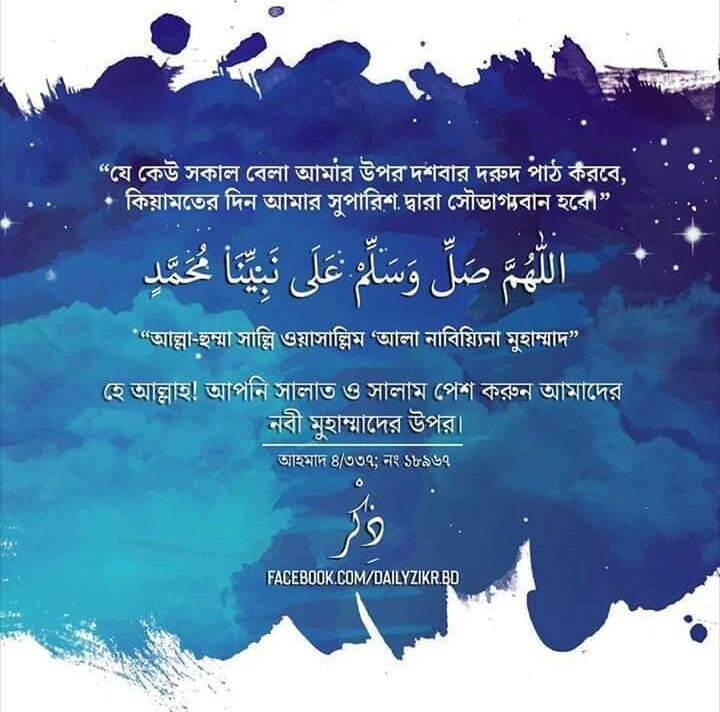 “যে কেউ সকাল বেলা আমার উপর দশবার দরুদ পাঠ করবে,
কিয়ামতের দিন আমার সুপারিশ দ্বারা সৌভাগ্যবান হবে।”
اللّٰهُمَّ صَلِّ وَسَلِّمْ عَلَى نَبِيِّنَا مُحَمَّدٍ
“আল্লা-হুম্মা সাল্লি ওয়াসাল্লিম ‘আলা নাবিয়্যিনা মুহাম্মাদ”
হে আল্লাহ! আপনি সালাত ও সালাম পেশ করুন আমাদের
নবী মুহাম্মাদের উপর।
আহমাদ ৪/৩৩৭; নং ১৮৯৬৭
ذِكْر
FACEBOOK.COM/DAILYZIKR.BD